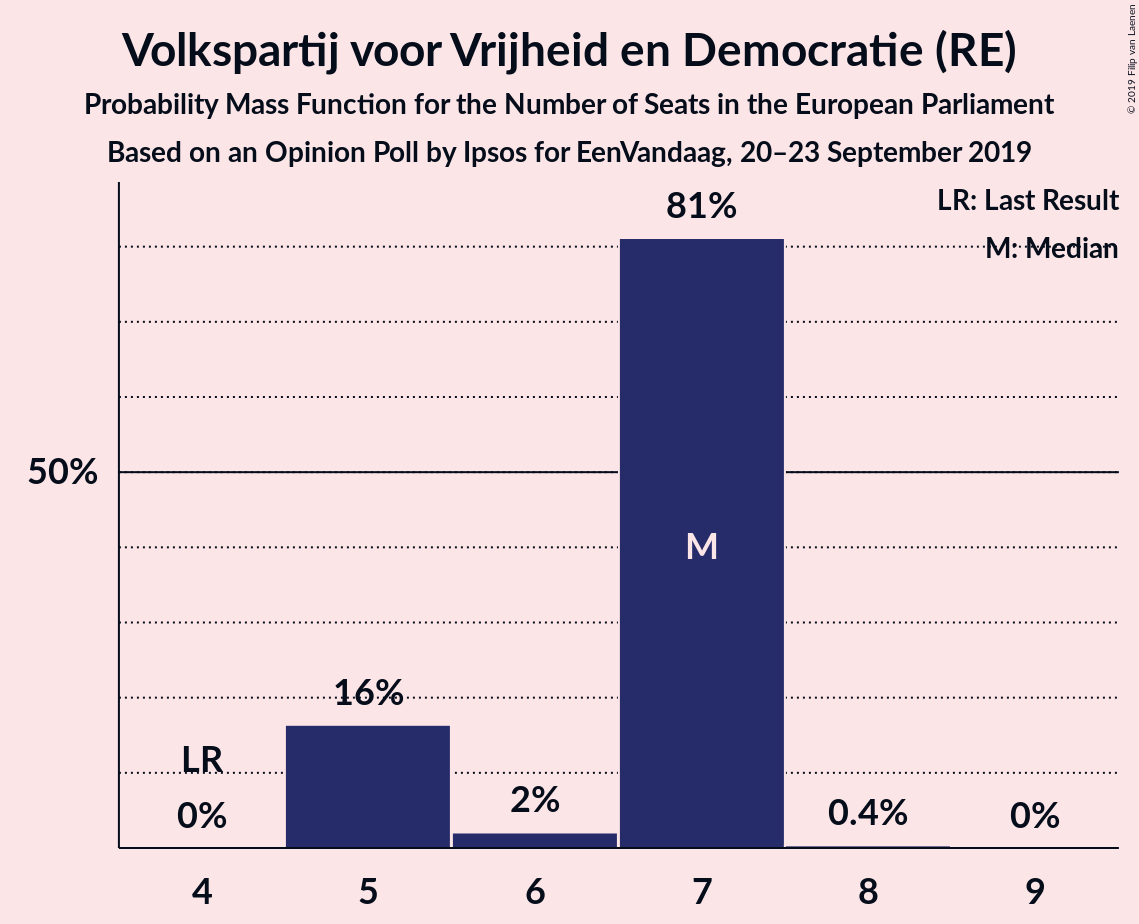 Volkspartij voor Vrijheid en Democratie (RE)
Probability Mass Function for the Number of Seats in the European Parliament
Based on an Opinion Poll by Ipsos for EenVandaag, 20–23 September 2019
© 2019 Filip van Laenen
LR: Last Result
M: Median
81%
50%
M
16%
LR
0%
2%
0.4%
0%
4 5 6 7 8 9